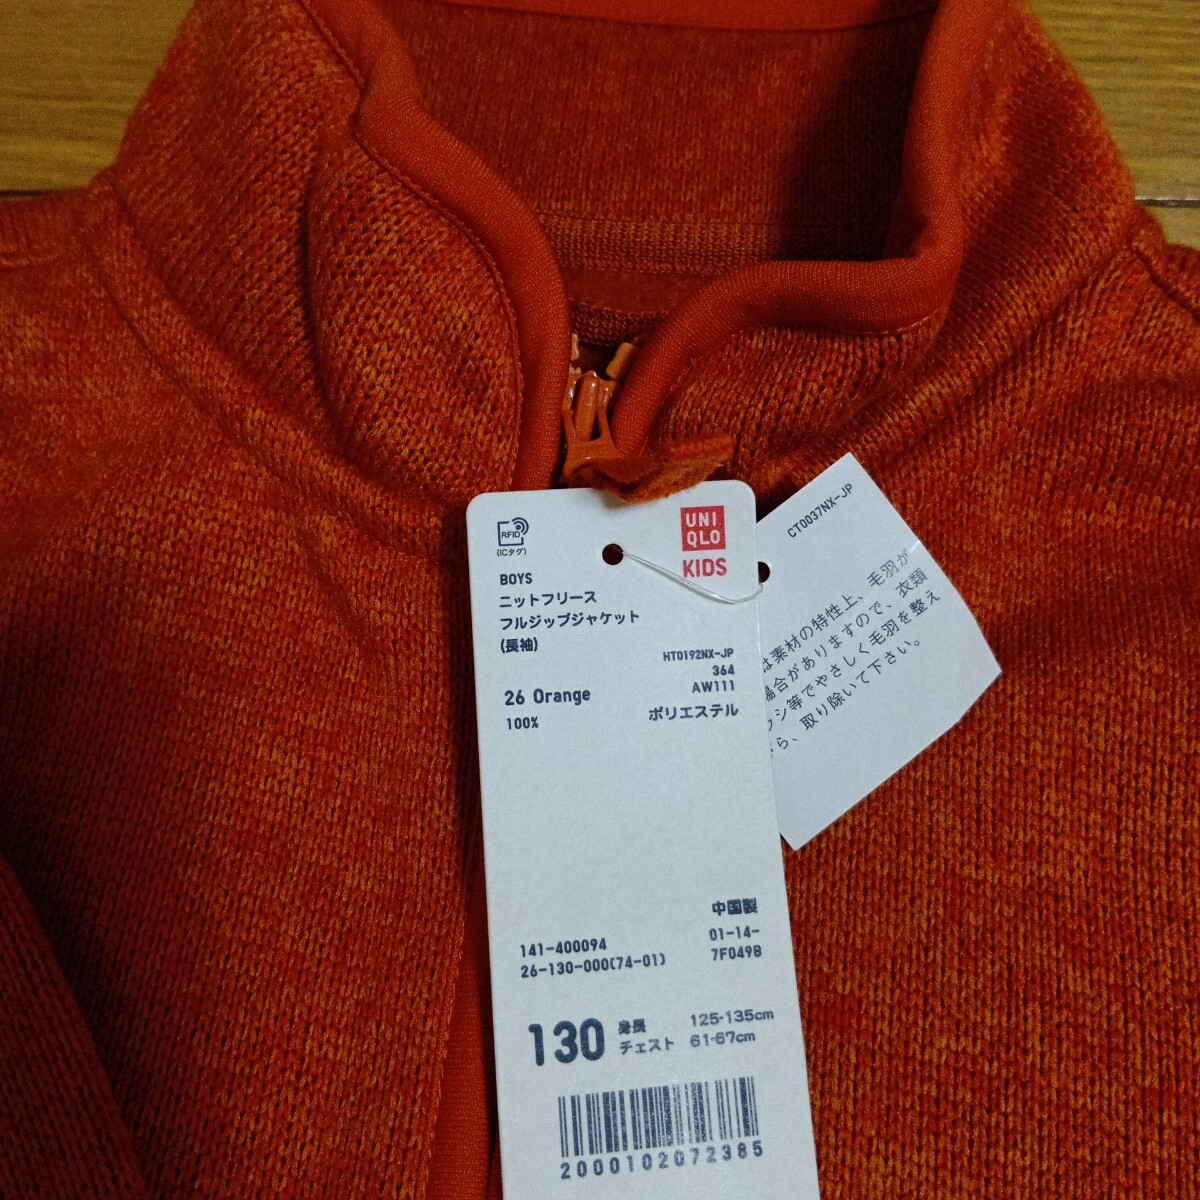 RFID
(ICタグ)
UNI
QLO
KIDS
BOYS
ニットフリース
フルジップジャケット
(長袖)
HT0192NX-JP
364
AW111
26 Orange
100% ポリエステル
中国製
141-400094 01-14-
26-130-000(74-01) 7F049B
130 身長 125-135cm
チェスト 61-67cm
2000102072385
CT0037NX-JP
は素材の特性上、毛羽が
場合がありますので、衣類
シ等でやさしく毛羽を整え
ら、取り除いて下さい。